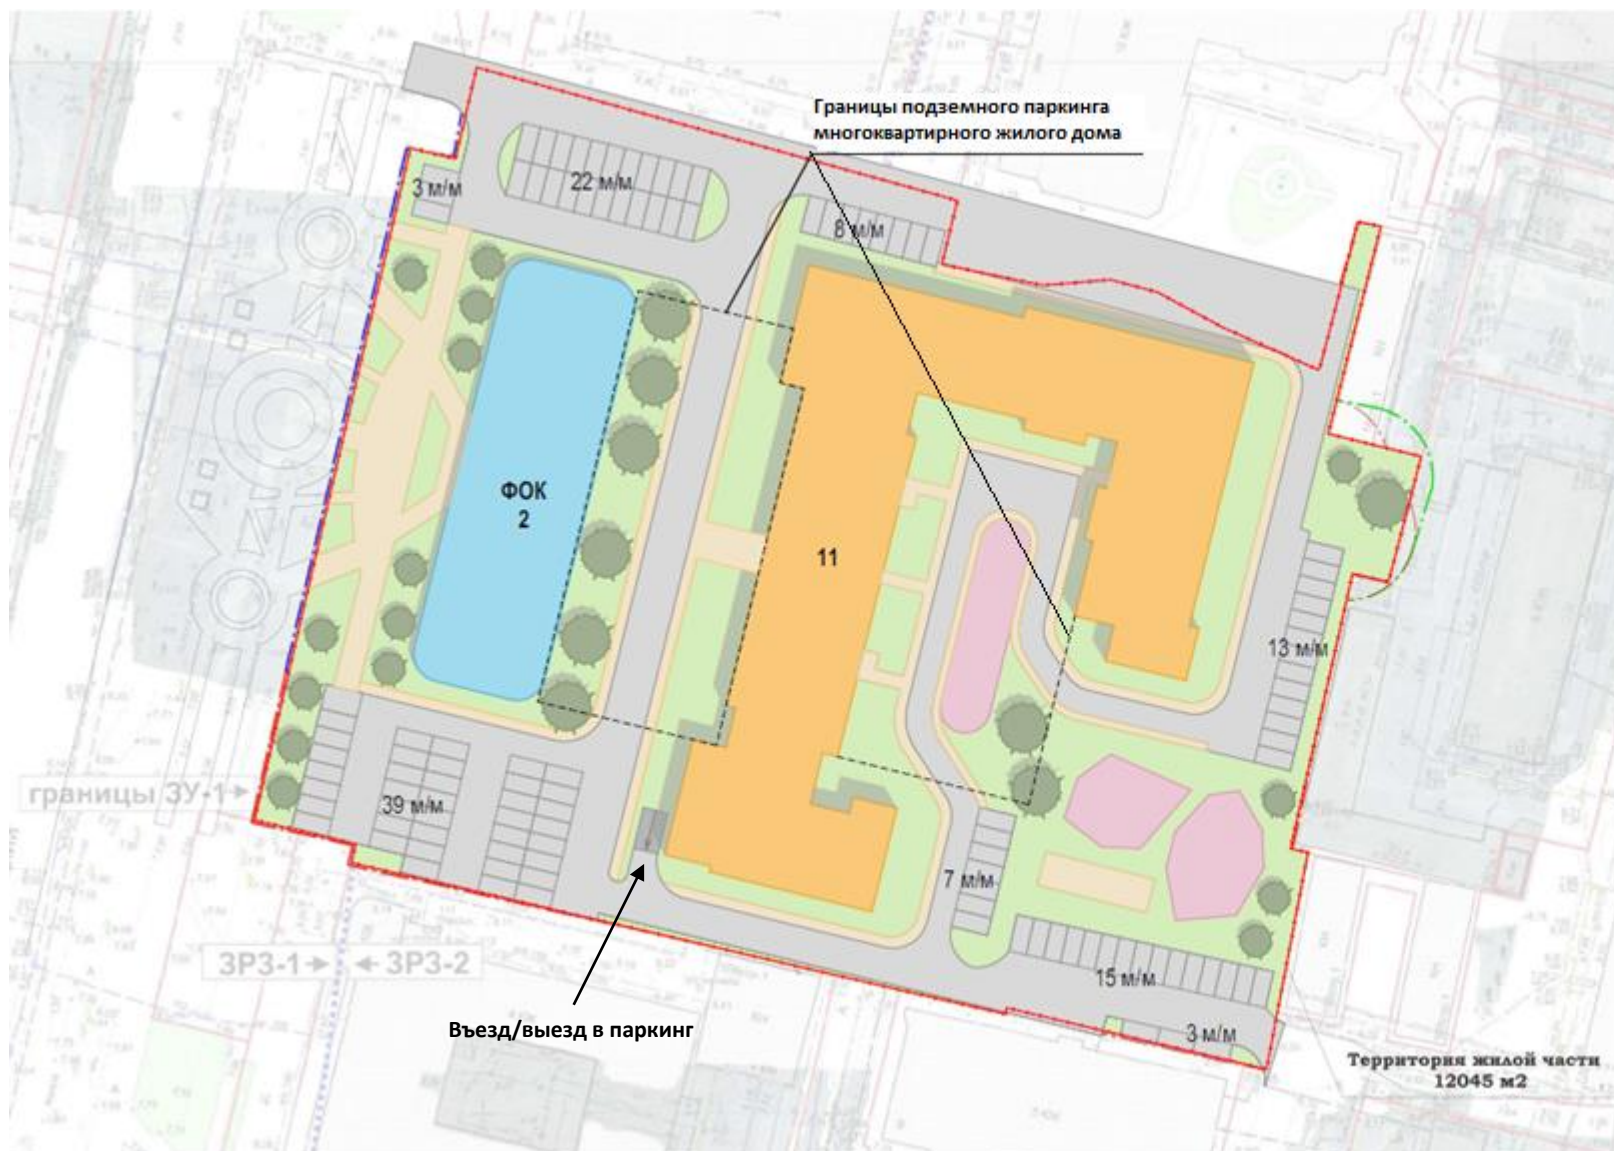 Границы подземного паркинга
многоквартирного жилого дома
3 м/м
22 м/м
8 м/м
ФОК
2
11
13 м/м
границы ЗУ-1
39 м/м
7 м/м
ЗРЗ-1
ЗРЗ-2
15 м/м
Въезд/выезд в паркинг
3 м/м
Территория жилой части
12045 м2